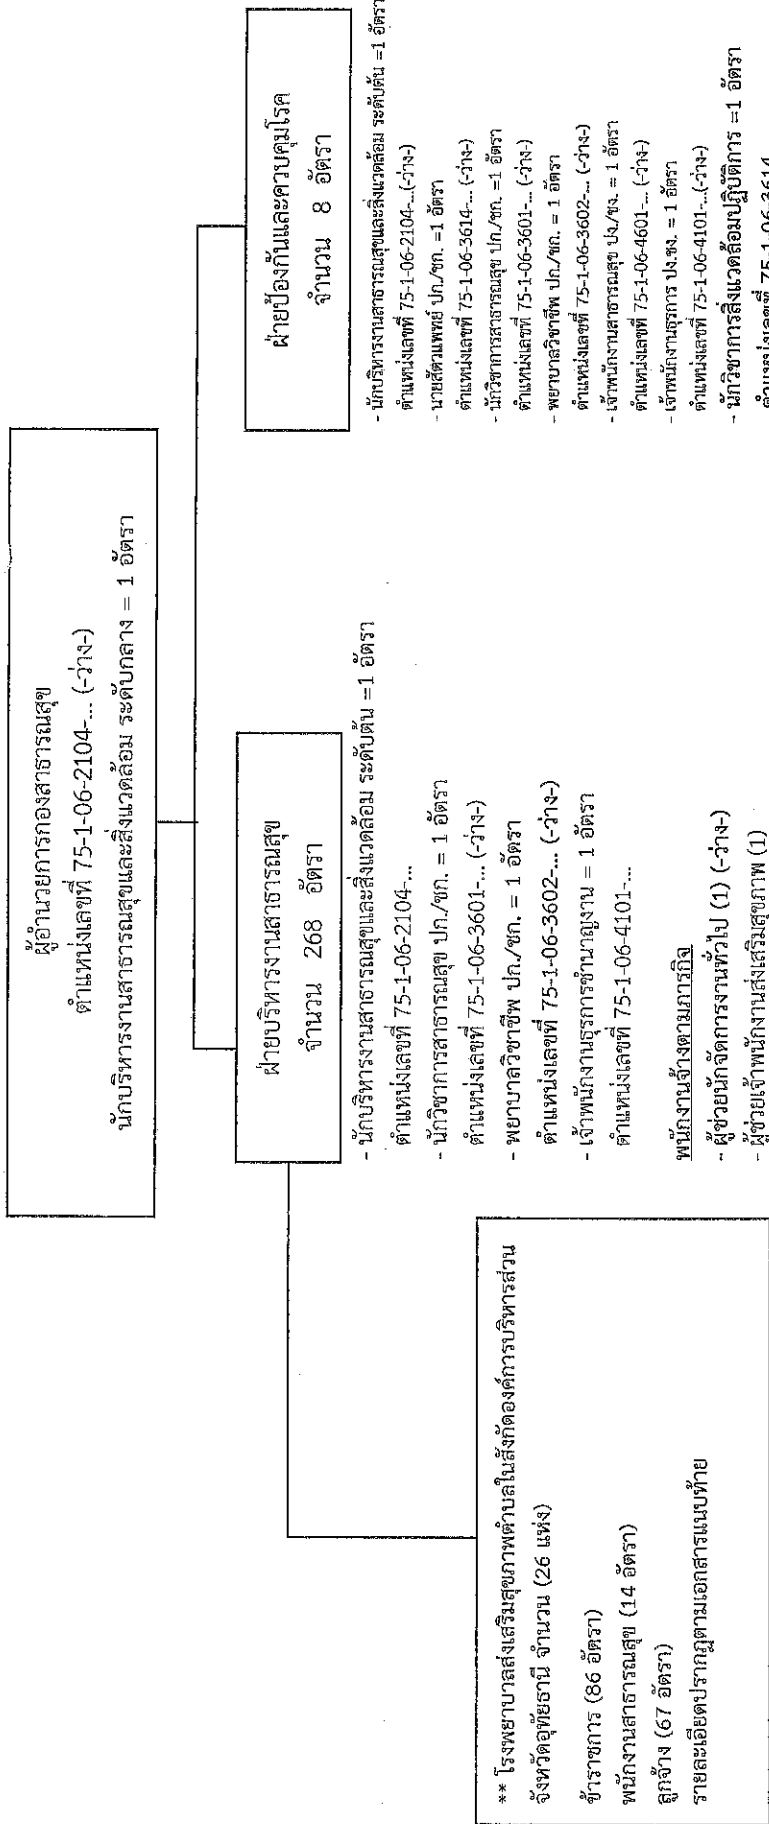 ผู้อำนวยการกองสาธารณสุข
ตำแหน่งเลขที่ 75-1-06-2104-... (-ว่าง-)
นักบริหารงานสาธารณสุขและสิ่งแวดล้อม ระดับกลาง = 1 อัตรา
ฝ่ายบริหารงานสาธารณสุข
จำนวน 268 อัตรา
- นักบริหารงานสาธารณสุขและสิ่งแวดล้อม ระดับต้น =1 อัตรา
ตำแหน่งเลขที่ 75-1-06-2104-...
- นักวิชาการสาธารณสุข ปก./ชก. = 1 อัตรา
ตำแหน่งเลขที่ 75-1-06-3601-... (-ว่าง-)
- พยาบาลวิชาชีพ ปก./ชก. = 1 อัตรา
ตำแหน่งเลขที่ 75-1-06-3602-... (-ว่าง-)
- เจ้าพนักงานธุรการชำนาญงาน = 1 อัตรา
ตำแหน่งเลขที่ 75-1-06-4101-...
พนักงานจ้างตามภารกิจ
- ผู้ช่วยนักจัดการงานทั่วไป (1) (-ว่าง-)
- ผู้ช่วยเจ้าพนักงานส่งเสริมสุขภาพ (1)
ฝ่ายป้องกันและควบคุมโรค
จำนวน 8 อัตรา
- นักบริหารงานสาธารณสุขและสิ่งแวดล้อม ระดับต้น =1 อัตรา
ตำแหน่งเลขที่ 75-1-06-2104-...(-ว่าง-)
- นายสัตวแพทย์ ปก./ชก. =1 อัตรา
ตำแหน่งเลขที่ 75-1-06-3614-... (-ว่าง-)
- นักวิชาการสาธารณสุข ปก./ชก. =1 อัตรา
ตำแหน่งเลขที่ 75-1-06-3601-... (-ว่าง-)
- พยาบาลวิชาชีพ ปก./ชก. = 1 อัตรา
ตำแหน่งเลขที่ 75-1-06-3602-... (-ว่าง-)
- เจ้าพนักงานสาธารณสุข ปง./ชง. = 1 อัตรา
ตำแหน่งเลขที่ 75-1-06-4601-... (-ว่าง-)
- เจ้าพนักงานธุรการ ปง.ชง. = 1 อัตรา
ตำแหน่งเลขที่ 75-1-06-4101-...(-ว่าง-)
- นักวิชาการสิ่งแวดล้อมปฏิบัติการ =1 อัตรา
ตำแหน่งเลขที่ 75-1-06-3614
** โรงพยาบาลส่งเสริมสุขภาพตำบลในสังกัดองค์การบริหารส่วน
จังหวัดอุทัยธานี จำนวน (26 แห่ง)
ข้าราชการ (86 อัตรา)
พนักงานสาธารณสุข (14 อัตรา)
ลูกจ้าง (67 อัตรา)
รายละเอียดปรากฏตามเอกสารแนบท้าย